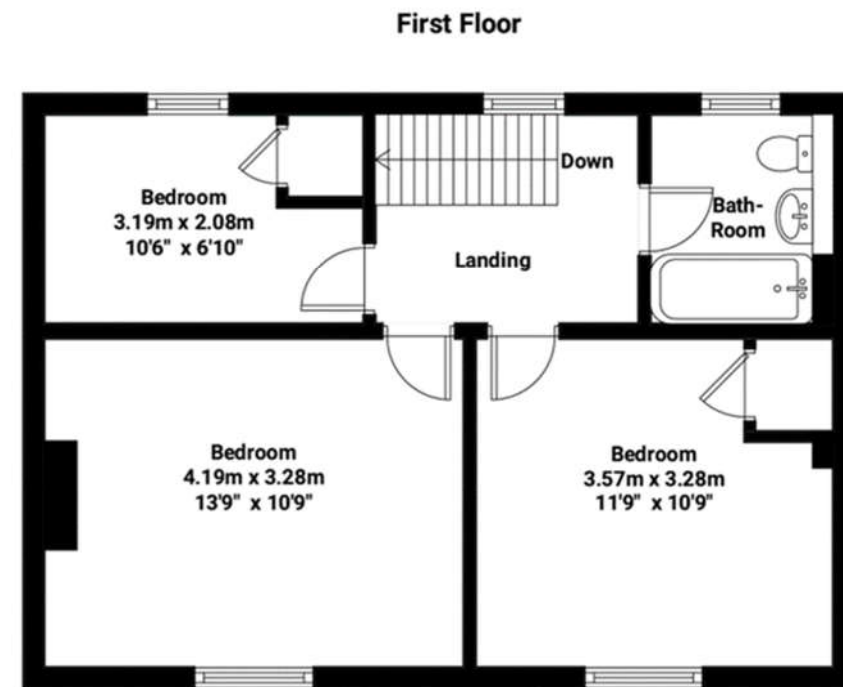 First Floor
Down
Bedroom
3.19m x 2.08m
10'6" x 6'10"
Bath-
Room
Landing
Bedroom
4.19m x 3.28m
13'9" x 10'9"
Bedroom
3.57m x 3.28m
11'9" x 10'9"